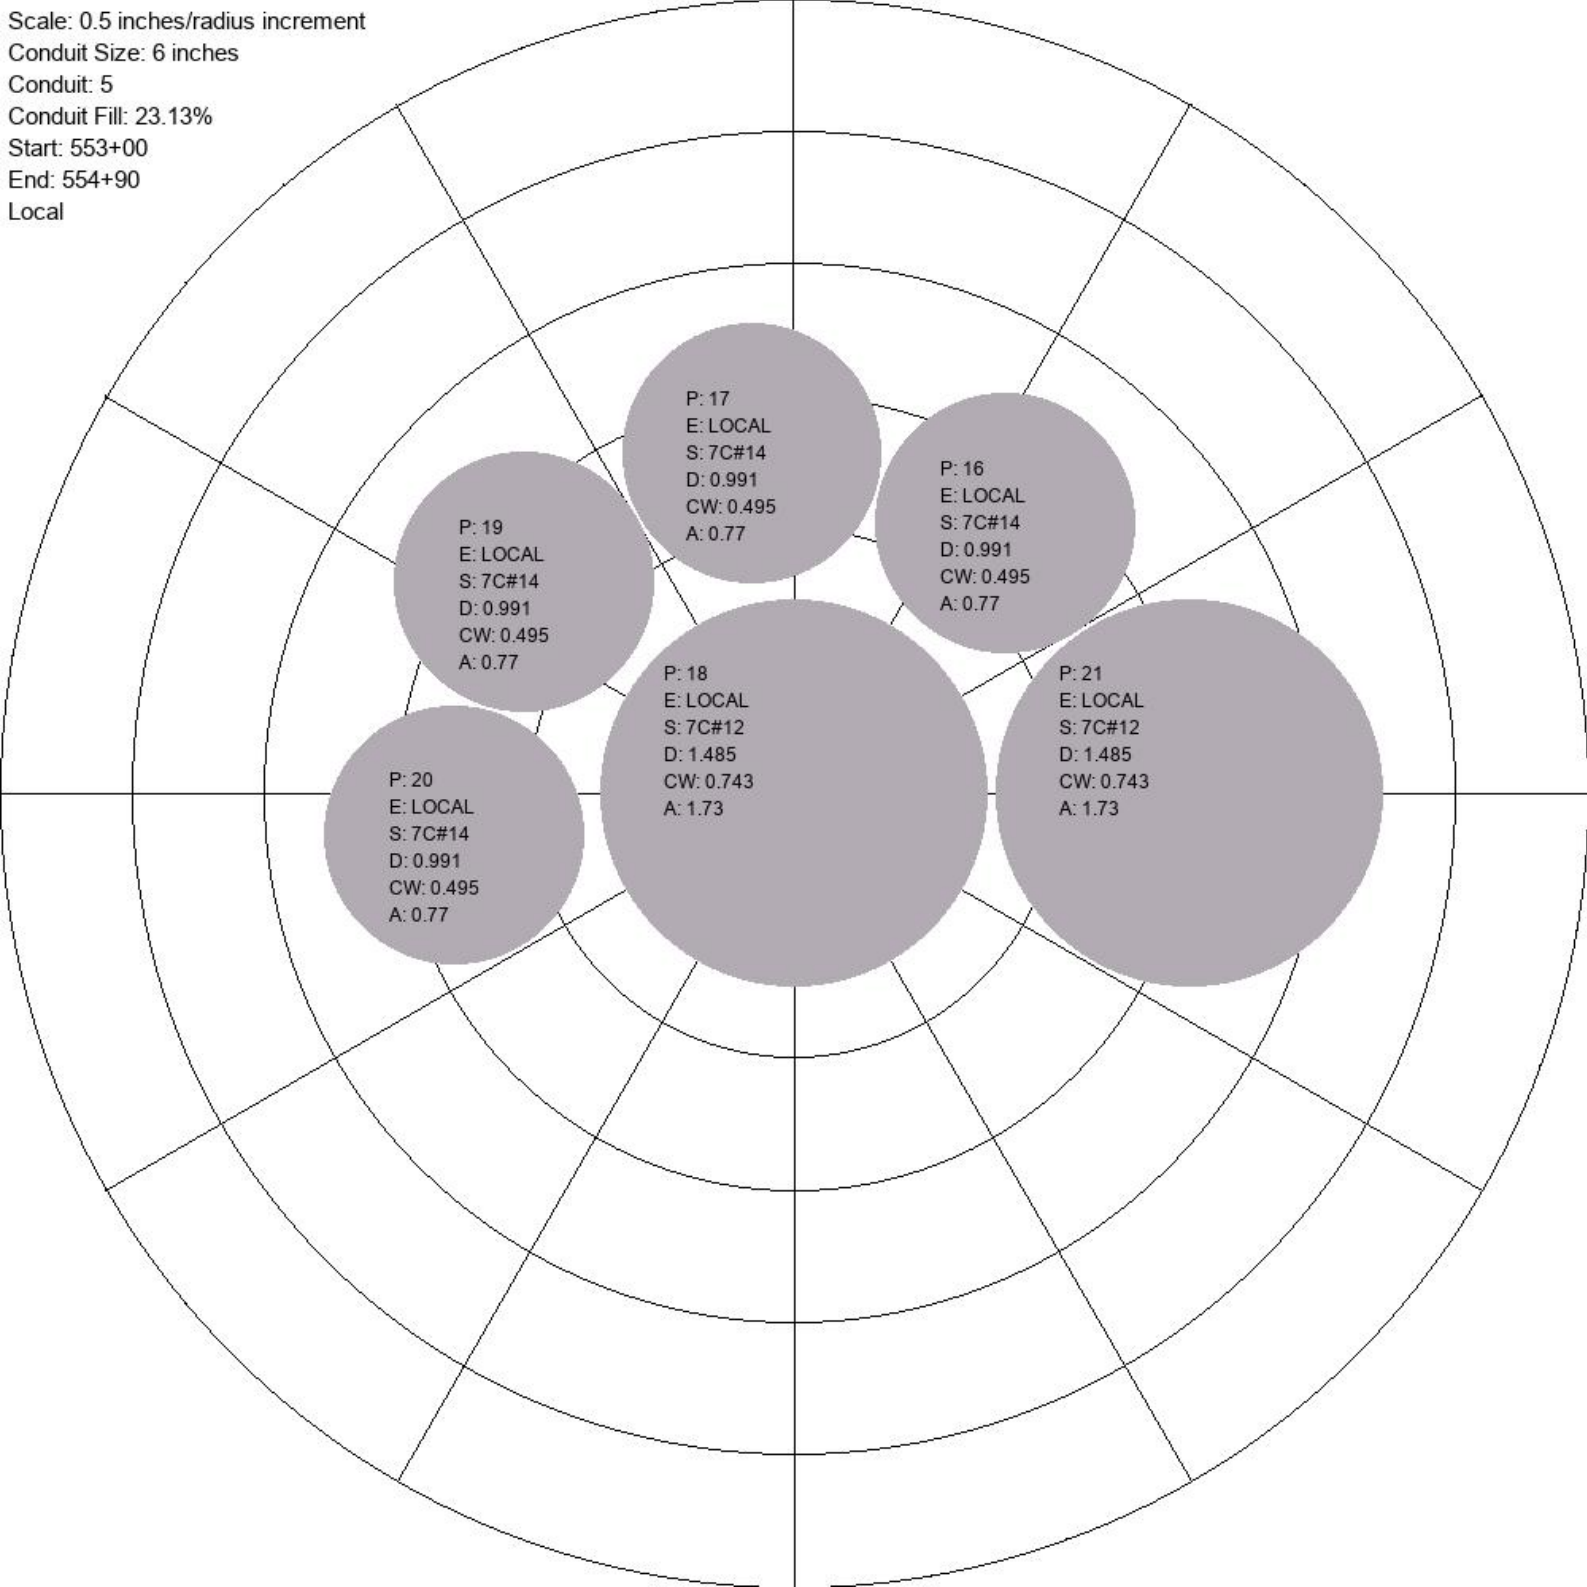 Scale: 0.5 inches/radius increment
Conduit Size: 6 inches
Conduit: 5
Conduit Fill: 23.13%
Start: 553+00
End: 554+90
Local
P: 17
E: LOCAL
S: 7C#14
D: 0.991
CW: 0.495
A: 0.77
P: 16
E: LOCAL
S: 7C#14
D: 0.991
CW: 0.495
A: 0.77
P: 19
E: LOCAL
S: 7C#14
D: 0.991
CW: 0.495
A: 0.77
P: 18
E: LOCAL
S: 7C#12
D: 1.485
CW: 0.743
A: 1.73
P: 21
E: LOCAL
S: 7C#12
D: 1.485
CW: 0.743
A: 1.73
P: 20
E: LOCAL
S: 7C#14
D: 0.991
CW: 0.495
A: 0.77